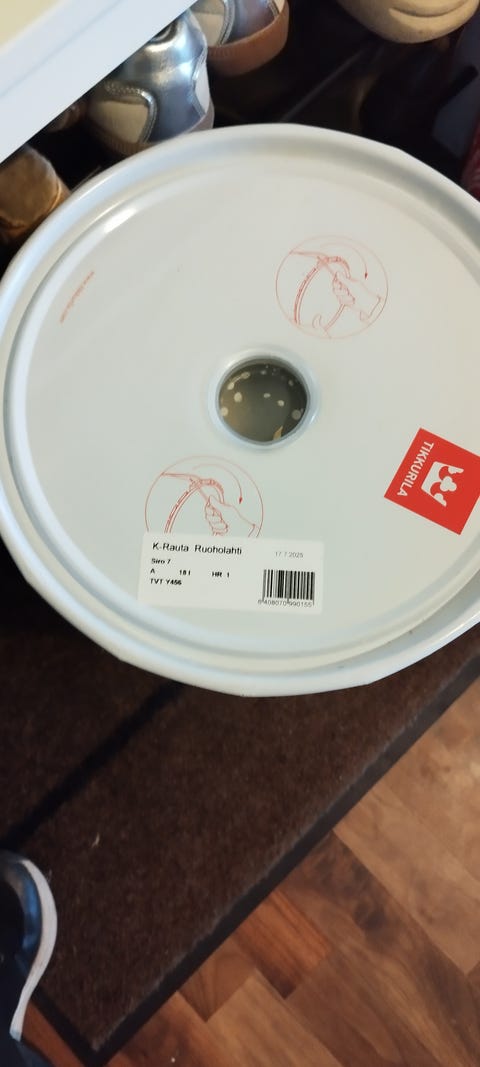 TIKKURILA
K-Rauta Ruoholahti
17.7.2025
Siro 7
A 18 l HR 1
TVT Y456
6408070990155